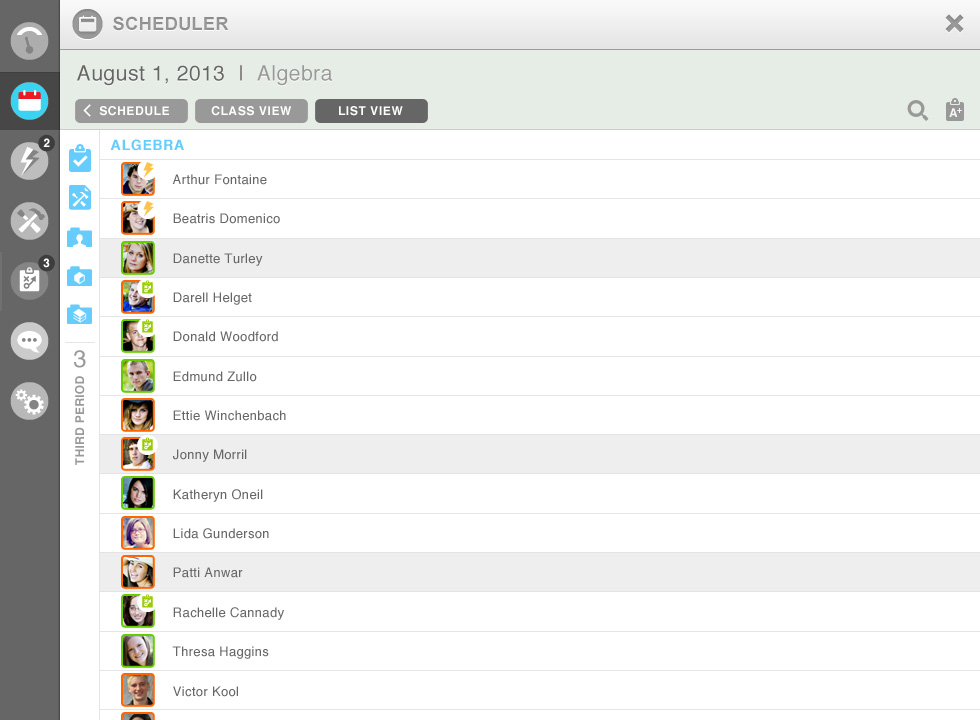 SCHEDULER
August 1, 2013 | Algebra
SCHEDULE
CLASS VIEW
LIST VIEW
A+
2
3
3
THIRD PERIOD
ALGEBRA
Arthur Fontaine
Beatris Domenico
Danette Turley
Darell Helget
Donald Woodford
Edmund Zullo
Ettie Winchenbach
Jonny Morril
Katheryn Oneil
Lida Gunderson
Patti Anwar
Rachelle Cannady
Thresa Haggins
Victor Kool